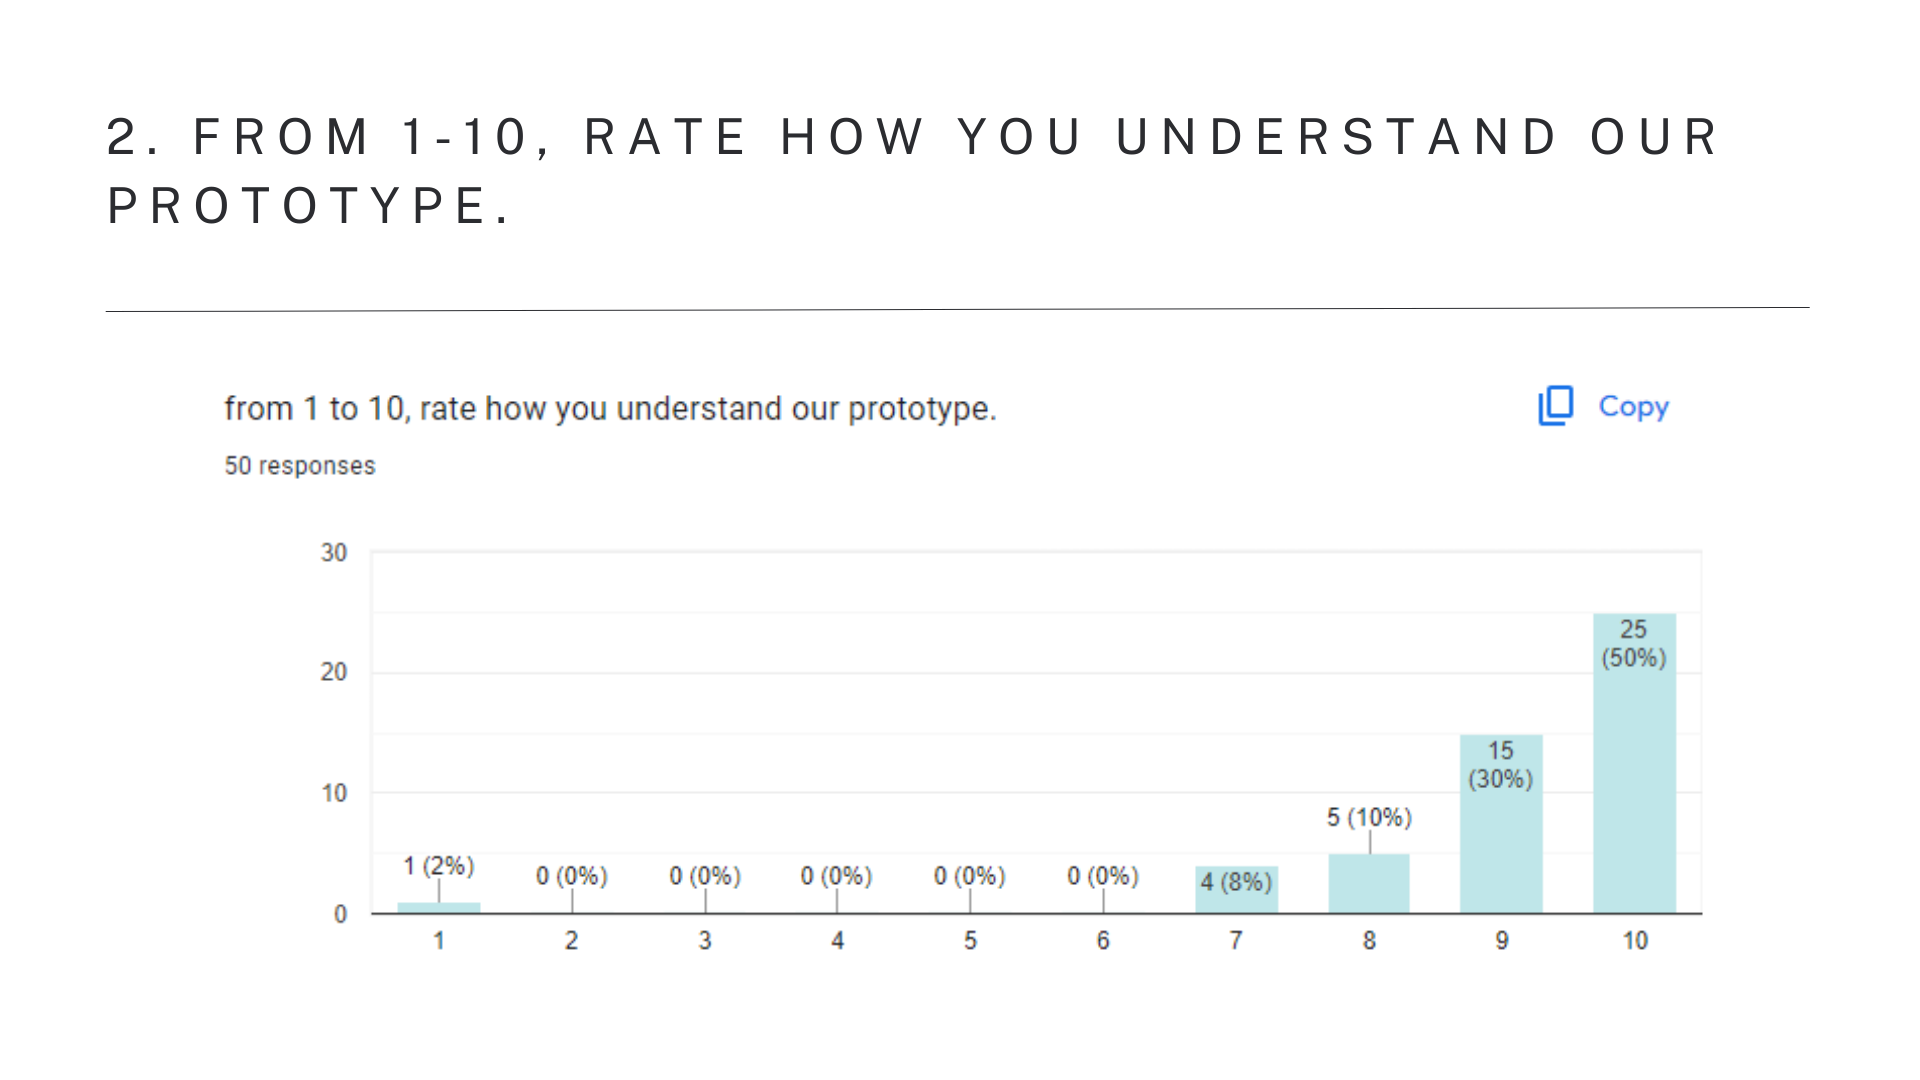 2. FROM 1-10, RATE HOW YOU UNDERSTAND OUR
PROTOTYPE.
from 1 to 10, rate how you understand our prototype.
Copy
50 responses
30
20
10
0
1 (2%)
0 (0%)
0 (0%)
0 (0%)
0 (0%)
0 (0%)
4 (8%)
5 (10%)
15
(30%)
25
(50%)
1 2 3 4 5 6 7 8 9 10